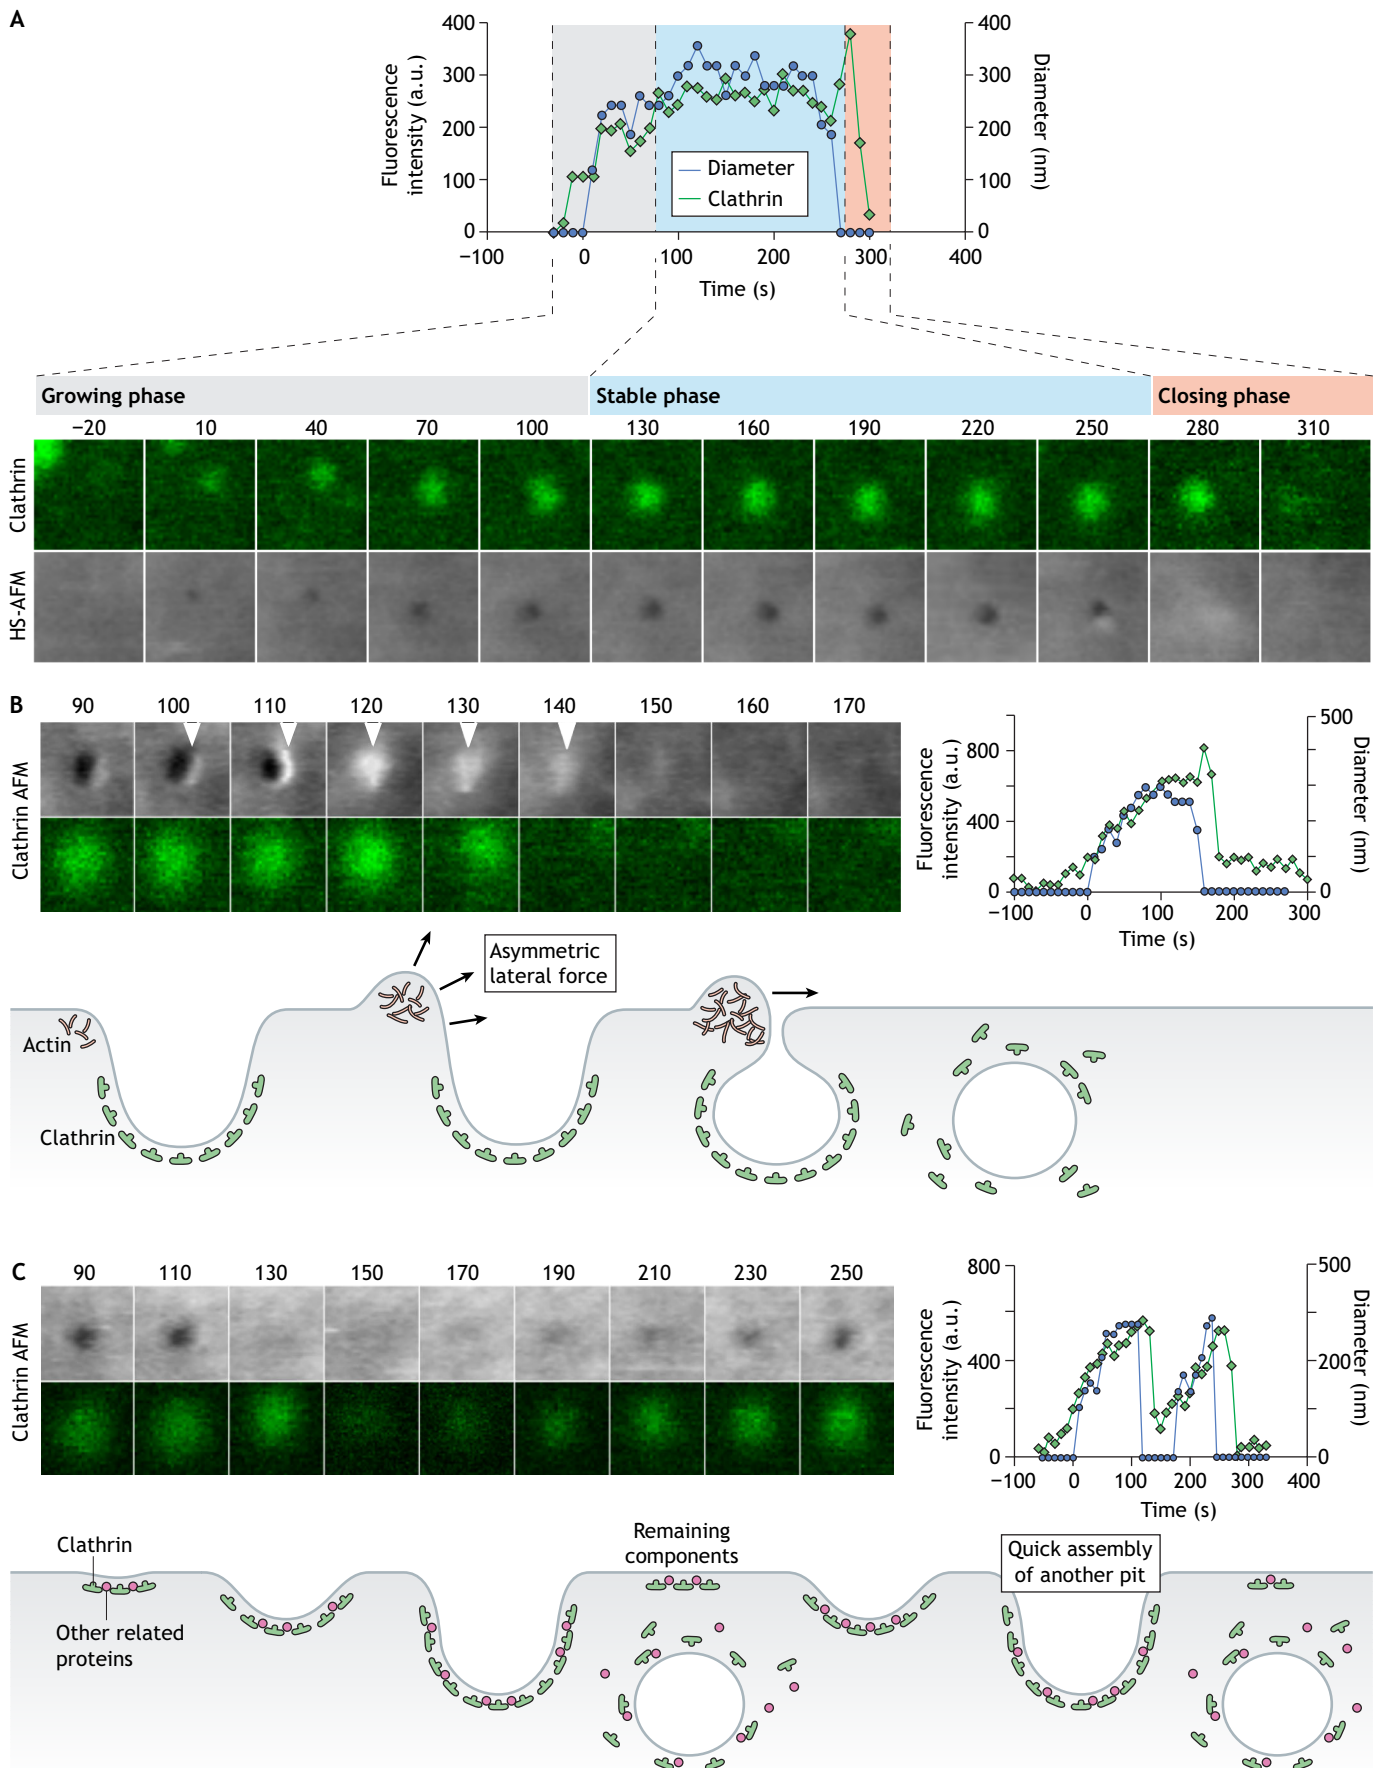 A
Fluorescence
intensity (a.u.)
400
300
200
100
0
400
300
200
100
0
Diameter (nm)
Diameter
Clathrin
−100
0
100
200
300
400
Time (s)
Growing phase
Stable phase
Closing phase
−20
10
40
70
100
130
160
190
220
250
280
310
Clathrin
HS-AFM
B
90
100
110
120
130
140
150
160
170
Clathrin AFM
Fluorescence
intensity (a.u.)
800
400
0
500
0
Diameter (nm)
−100
0
100
200
300
Time (s)
Asymmetric
lateral force
Actin
Clathrin
C
90
110
130
150
170
190
210
230
250
Clathrin AFM
Fluorescence
intensity (a.u.)
800
400
0
500
200
0
Diameter (nm)
−100
0
100
200
300
400
Time (s)
Clathrin
Other related
proteins
Remaining
components
Quick assembly
of another pit